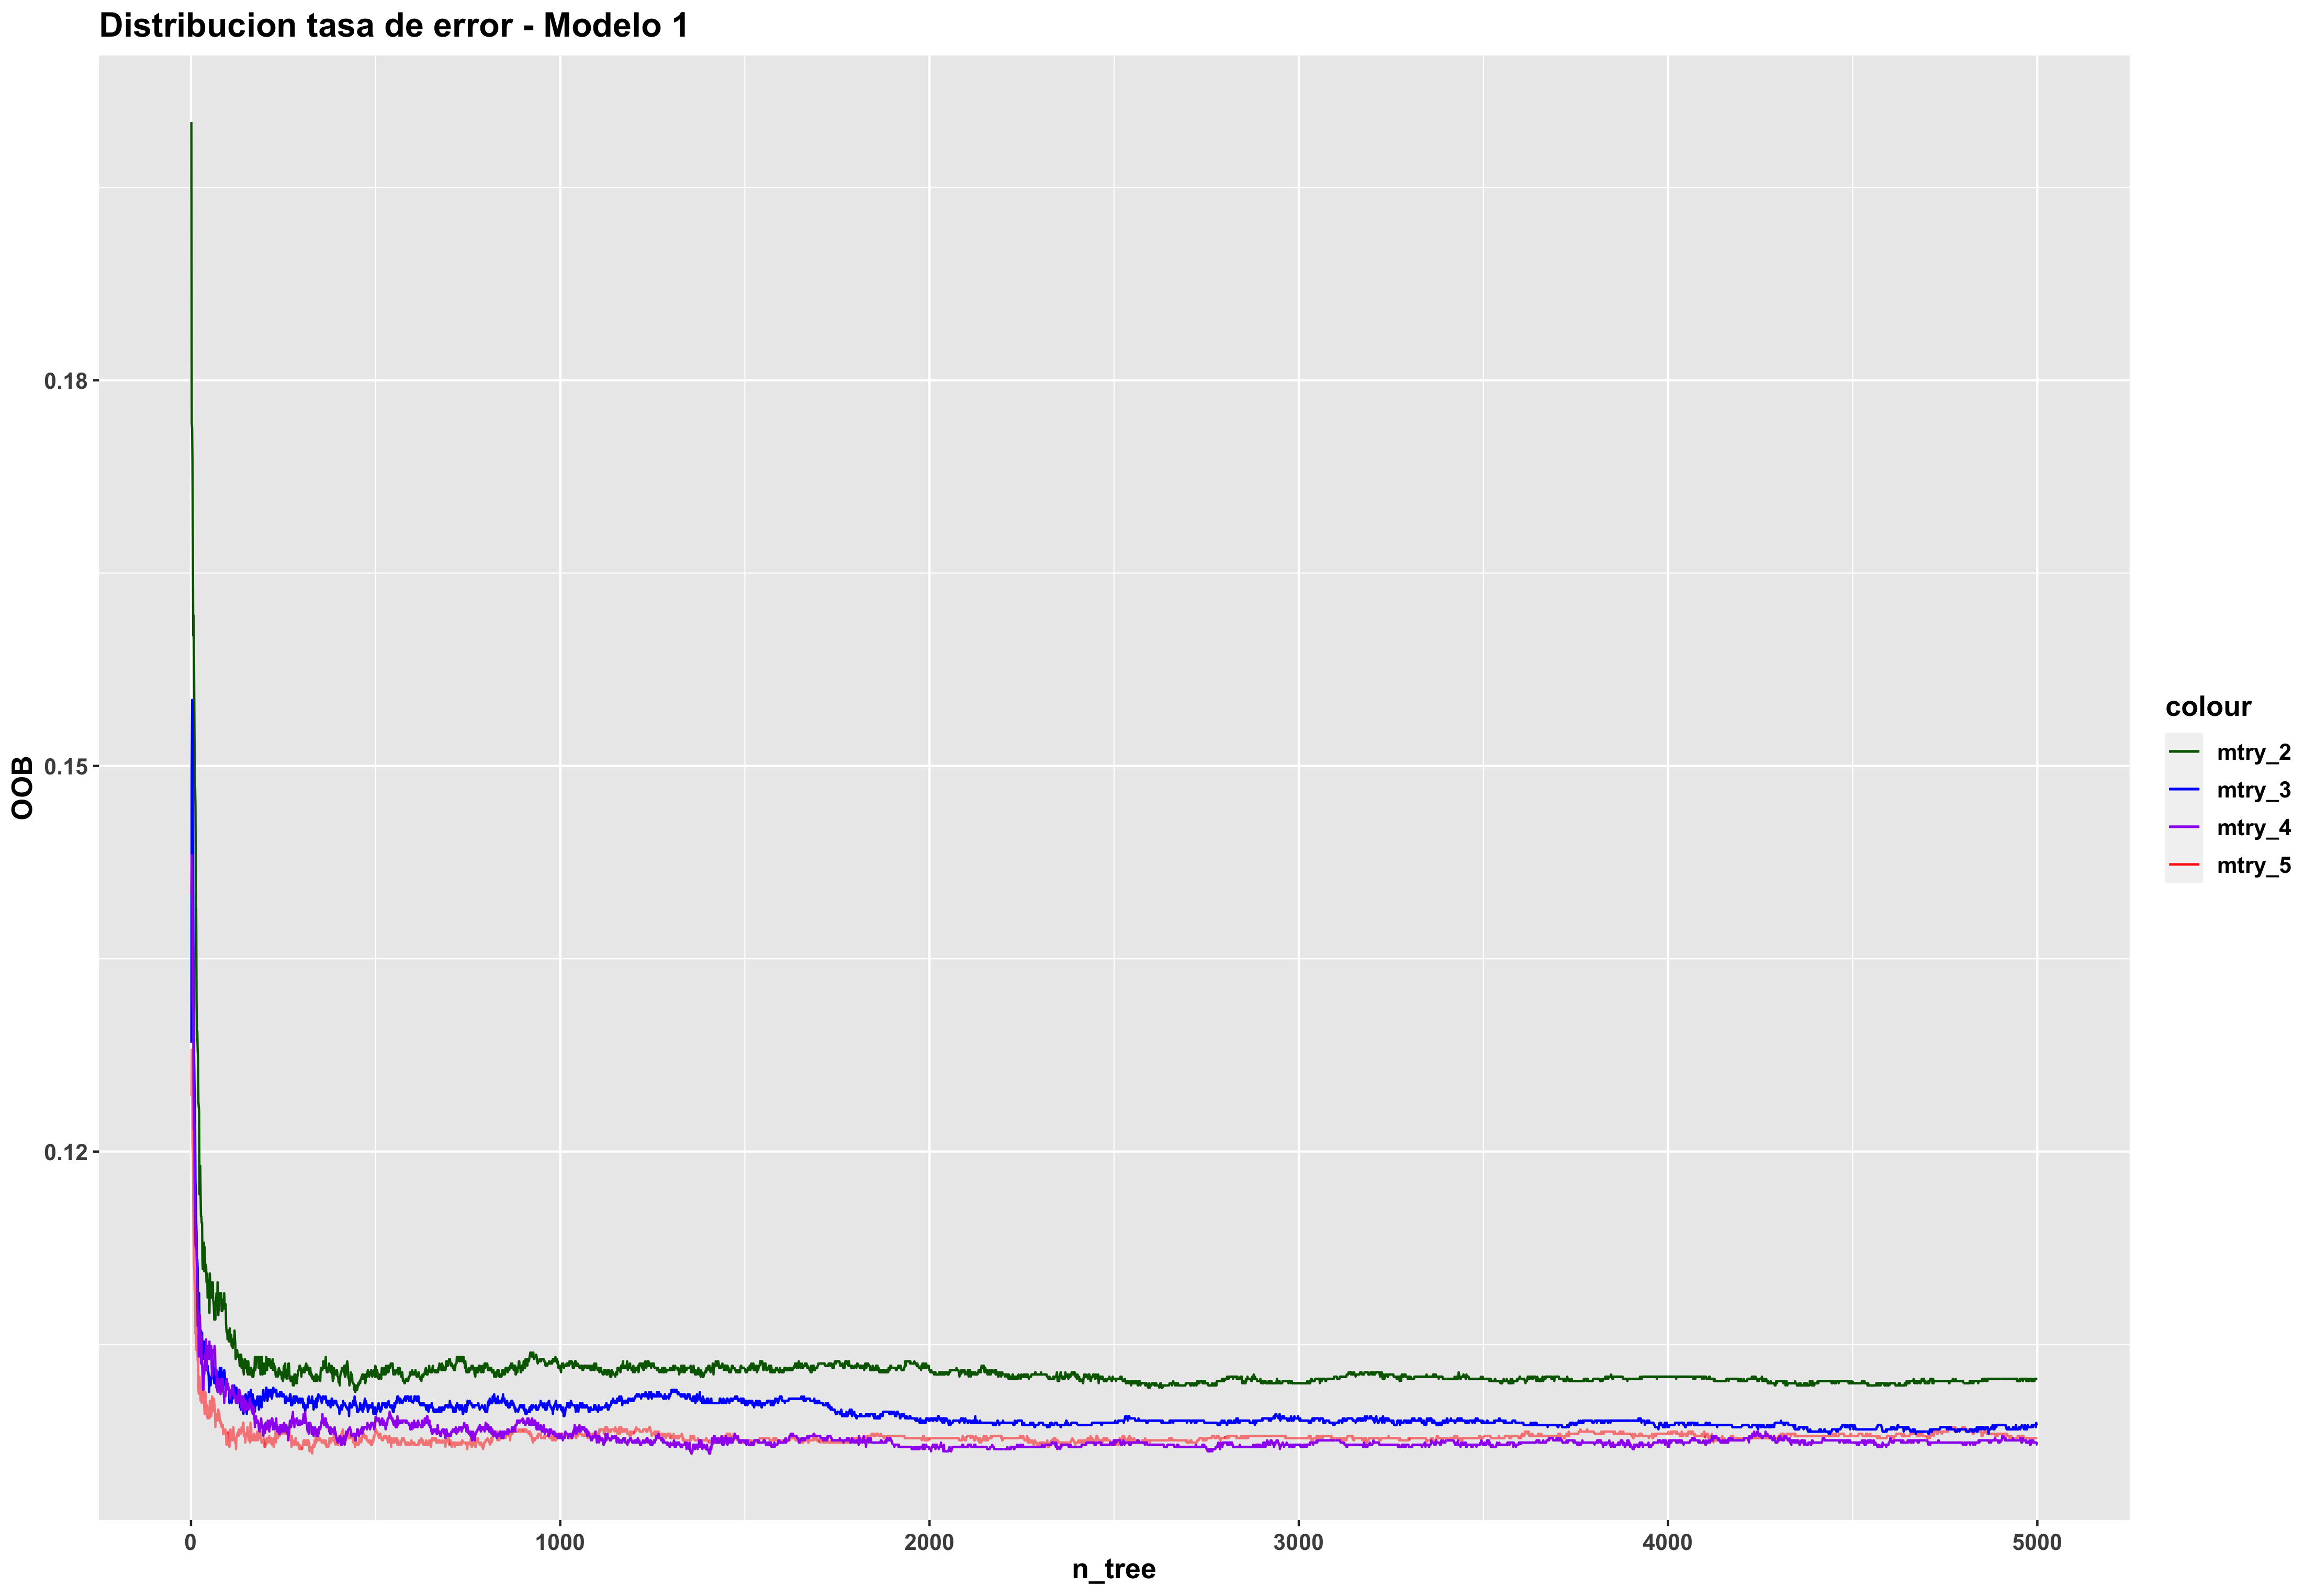 Distribucion tasa de error - Modelo 1
OOB
0.18
0.15
0.12
0
1000
2000
3000
4000
5000
n_tree
colour
mtry_2
mtry_3
mtry_4
mtry_5